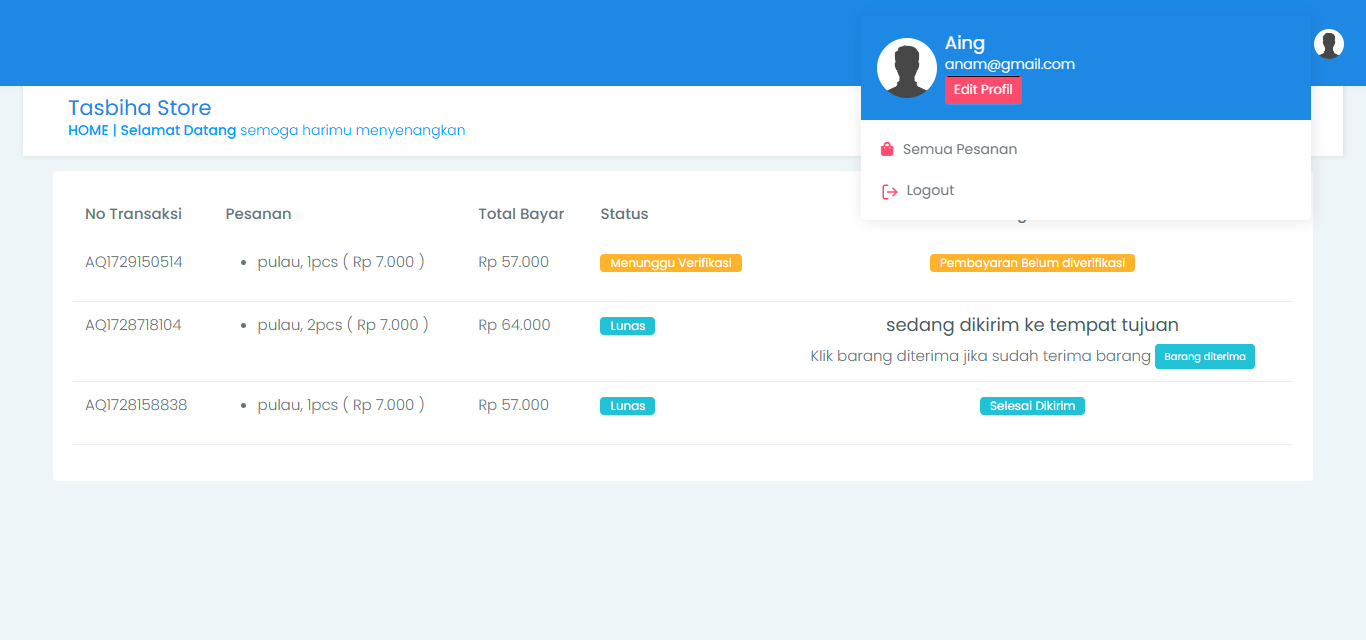 Aing
anam@gmail.com
Edit Profil
Semua Pesanan
Logout
Tasbiha Store
HOME | Selamat Datang semoga harimu menyenangkan
No Transaksi Pesanan Total Bayar Status
AQ1729150514 • pulau, 1pcs ( Rp 7.000 ) Rp 57.000 Menunggu Verifikasi Pembayaran Belum diverifikasi
AQ1728718104 • pulau, 2pcs ( Rp 7.000 ) Rp 64.000 Lunas sedang dikirim ke tempat tujuan
Klik barang diterima jika sudah terima barang Barang diterima
AQ1728158838 • pulau, 1pcs ( Rp 7.000 ) Rp 57.000 Lunas Selesai Dikirim